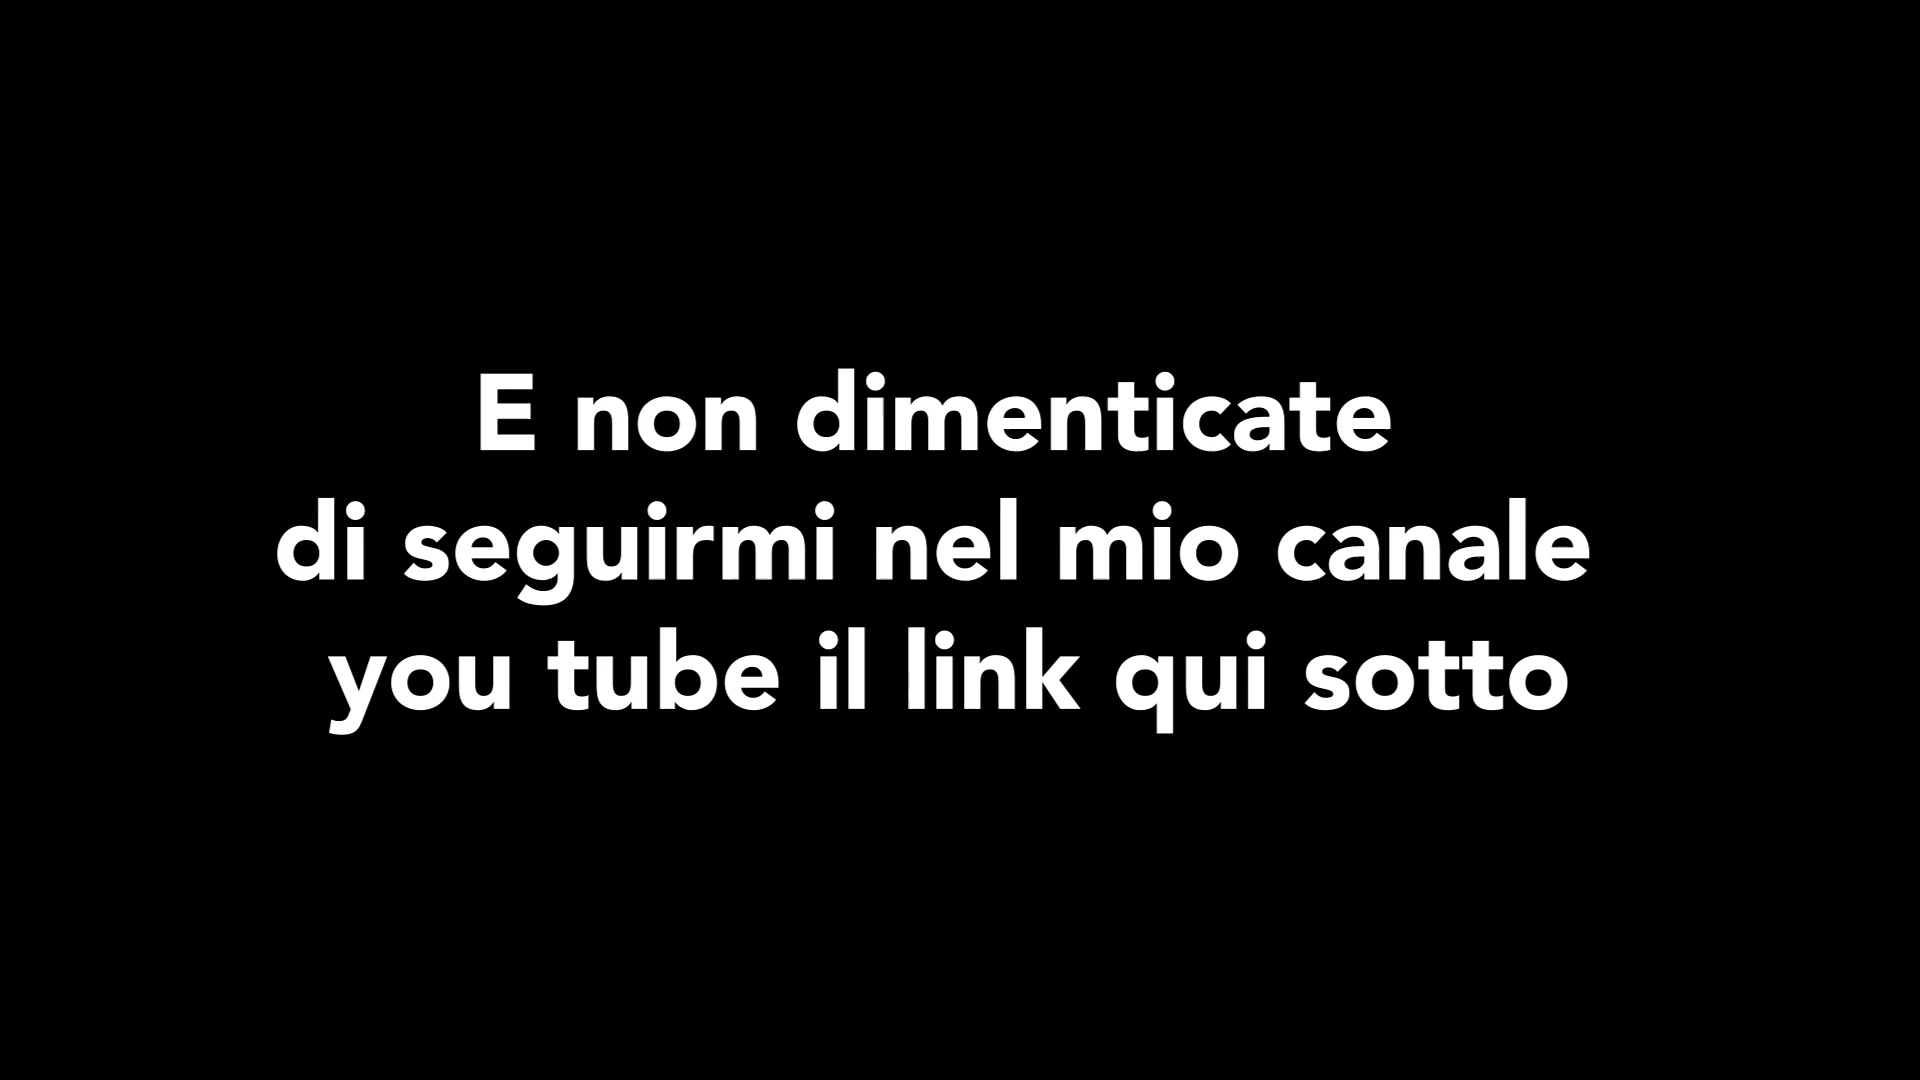 E non dimenticate
di seguirmi nel mio canale
you tube il link qui sotto